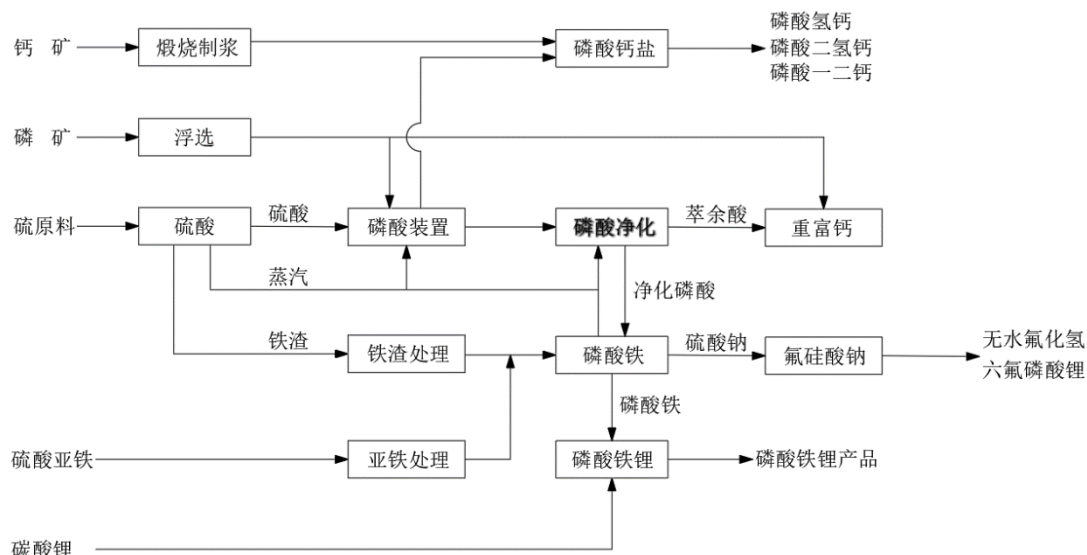 钙 矿
煅烧制浆
磷酸钙盐
磷酸氢钙
磷酸二氢钙
磷酸一二钙
磷 矿
浮选
硫原料
硫酸
硫酸
磷酸装置
磷酸净化
萃余酸
重富钙
蒸汽
净化磷酸
铁渣
铁渣处理
磷酸铁
硫酸钠
氟硅酸钠
无水氟化氢
六氟磷酸锂
磷酸铁
硫酸亚铁
亚铁处理
磷酸铁锂
磷酸铁锂产品
碳酸锂